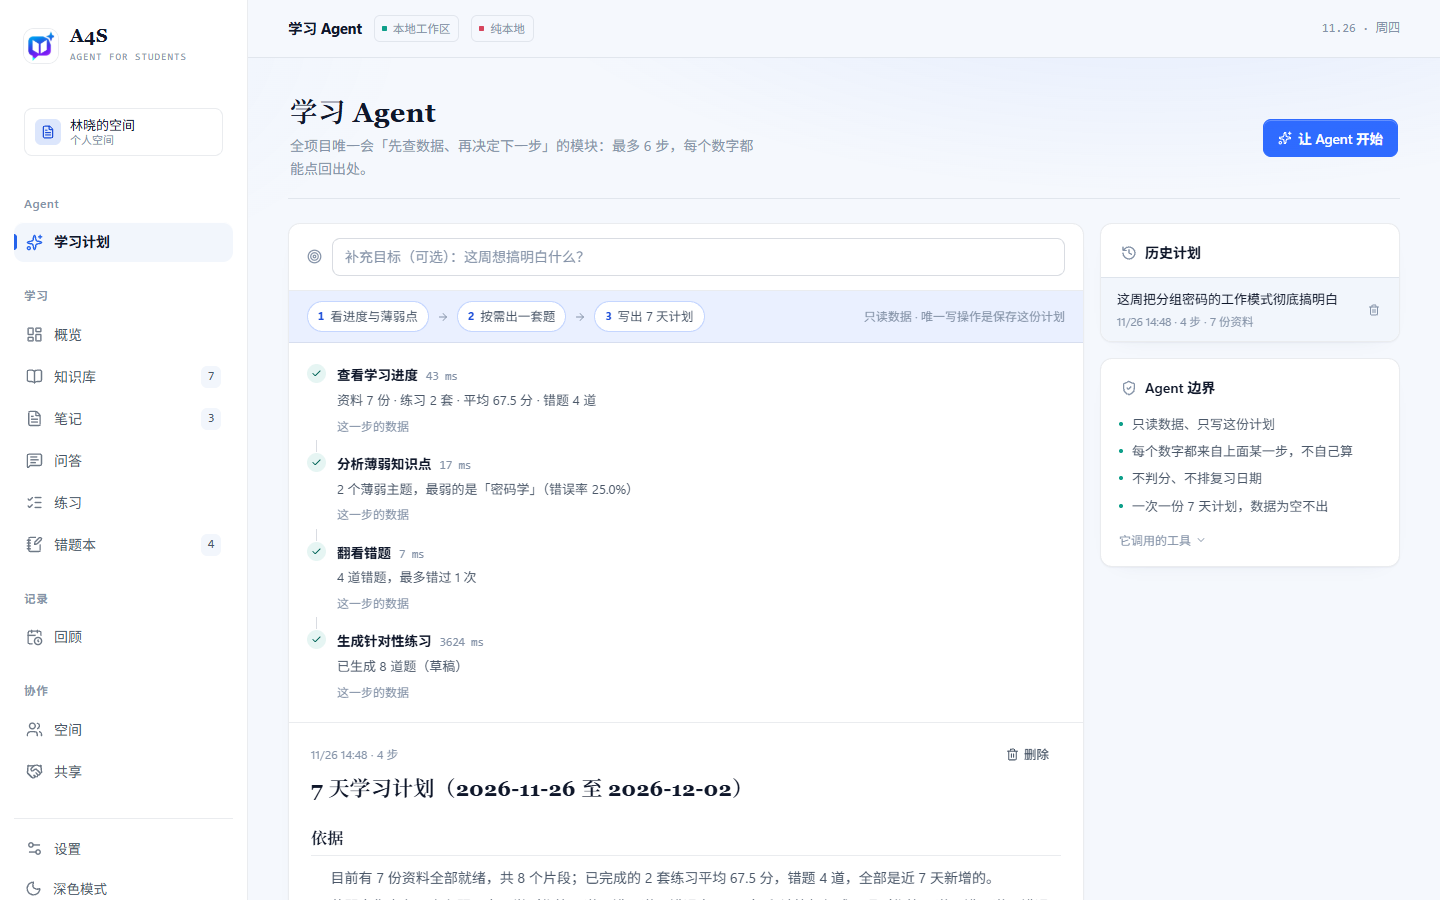 A4S
AGENT FOR STUDENTS
林晓的空间
个人空间
Agent
学习计划
学习
概览
知识库 7
笔记 3
问答
练习
错题本 4
记录
回顾
协作
空间
共享
设置
深色模式
学习 Agent 本地工作区 纯本地
11.26 · 周四
学习 Agent
全项目唯一会「先查数据、再决定下一步」的模块：最多 6 步，每个数字都
能点回出处。
让 Agent 开始
补充目标（可选）：这周想搞明白什么？
1 看进度与薄弱点 → 2 按需出一套题 → 3 写出 7 天计划
只读数据 · 唯一写操作是保存这份计划
查看学习进度 43 ms
资料 7 份 · 练习 2 套 · 平均 67.5 分 · 错题 4 道
这一步的数据
分析薄弱知识点 17 ms
2 个薄弱主题，最弱的是「密码学」（错误率 25.0%）
这一步的数据
翻看错题 7 ms
4 道错题，最多错过 1 次
这一步的数据
生成针对性练习 3624 ms
已生成 8 道题（草稿）
这一步的数据
11/26 14:48 · 4 步
删除
7 天学习计划（2026-11-26 至 2026-12-02）
依据
目前有 7 份资料全部就绪，共 8 个片段；已完成的 2 套练习平均 67.5 分，错题 4 道，全部是近 7 天新增的。
历史计划
这周把分组密码的工作模式彻底搞明白
11/26 14:48 · 4 步 · 7 份资料
Agent 边界
只读数据、只写这份计划
每个数字都来自上面某一步，不自己算
不判分、不排复习日期
一次一份 7 天计划，数据为空不出
它调用的工具